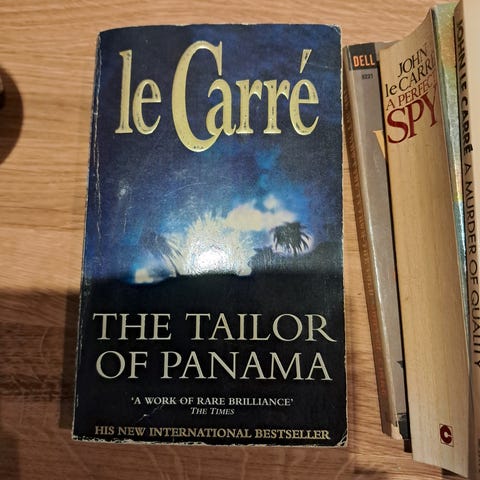 le Carré
THE TAILOR
OF PANAMA
'A WORK OF RARE BRILLIANCE'
THE TIMES
HIS NEW INTERNATIONAL BESTSELLER
DELL
JOHN
le CARRÉ
A PERFECT
SPY
JOHN LE CARRÉ A MURDER OF QUALITY